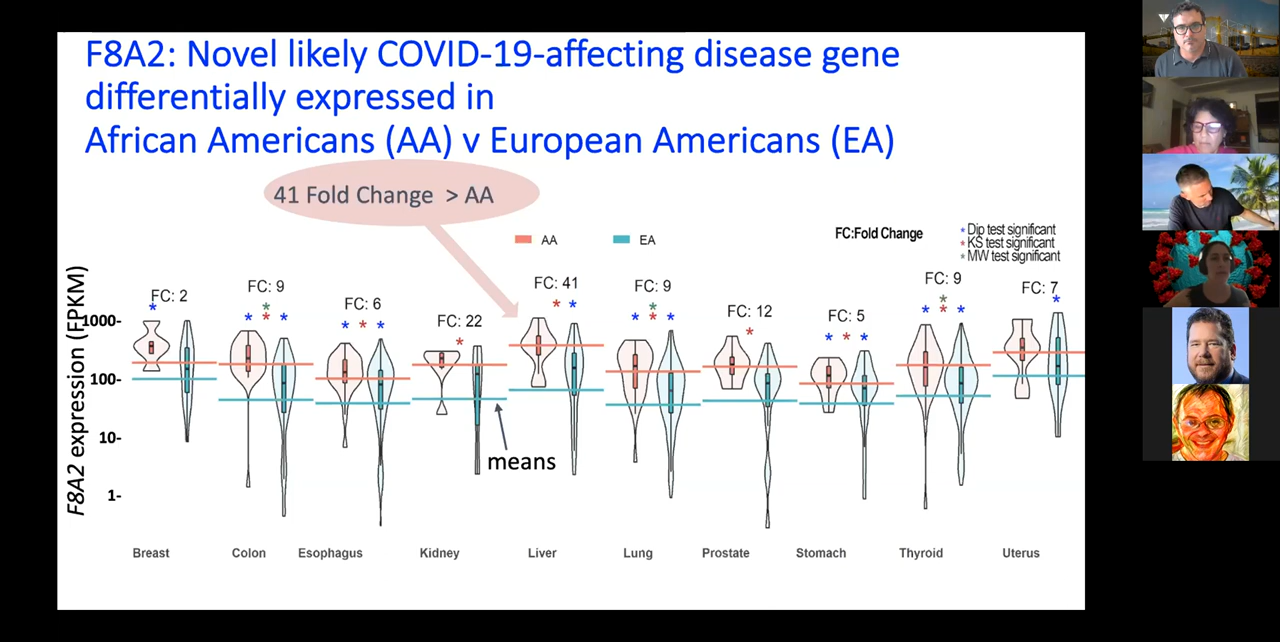 F8A2: Novel likely COVID-19-affecting disease gene
differentially expressed in
African Americans (AA) v European Americans (EA)
41 Fold Change > AA
AA
EA
FC:Fold Change
* Dip test significant
* KS test significant
* MW test significant
F8A2 expression (FPKM)
1000-
100-
10-
1-
FC: 2
FC: 9
FC: 6
FC: 22
FC: 41
FC: 9
FC: 12
FC: 5
FC: 9
FC: 7
means
Breast
Colon
Esophagus
Kidney
Liver
Lung
Prostate
Stomach
Thyroid
Uterus